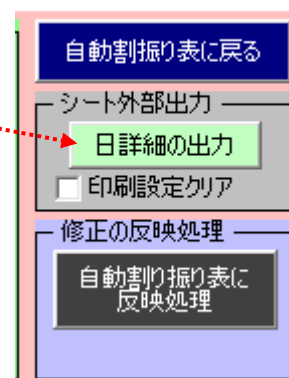 自動割振り表に戻る
シート外部出力
日詳細の出力
印刷設定クリア
修正の反映処理
自動割り振り表に
反映処理